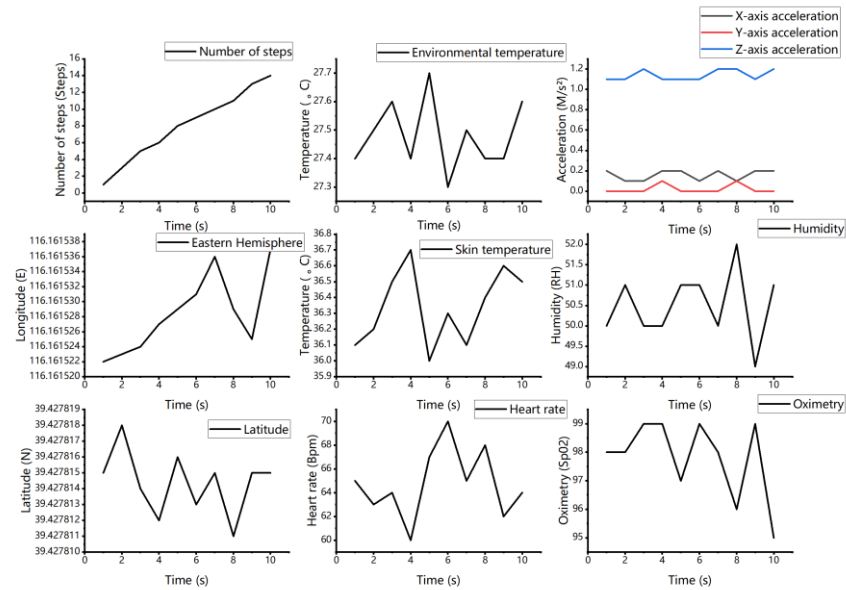 Number of steps
Number of steps (Steps)
16
14
12
10
8
6
4
2
0
0 2 4 6 8 10
Time (s)
Environmental temperature
Temperature (。C)
27.7
27.6
27.5
27.4
27.3
0 2 4 6 8 10
Time (s)
X-axis acceleration
Y-axis acceleration
Z-axis acceleration
Acceleration (M/s²)
1.2
1.0
0.8
0.6
0.4
0.2
0.0
0 2 4 6 8 10
Time (s)
Eastern Hemisphere
Longitude (E)
116.161538
116.161536
116.161534
116.161530
116.161528
116.161526
116.161524
116.161522
116.161520
0 2 4 6 8 10
Time (s)
Skin temperature
Temperature (。C)
36.8
36.7
36.6
36.5
36.4
36.3
36.2
36.1
36.0
35.9
0 2 4 6 8 10
Time (s)
Humidity
Humidity (RH)
52.0
51.5
51.0
50.5
50.0
49.5
49.0
0 2 4 6 8 10
Time (s)
Latitude
Latitude (N)
39.427819
39.427818
39.427817
39.427816
39.427815
39.427814
39.427813
39.427812
39.427810
0 2 4 6 8 10
Time (s)
Heart rate
Heart rate (Bpm)
70
68
66
64
62
60
0 2 4 6 8 10
Time (s)
Oximetry
Oximetry (Sp02)
99
98
97
96
95
0 2 4 6 8 10
Time (s)